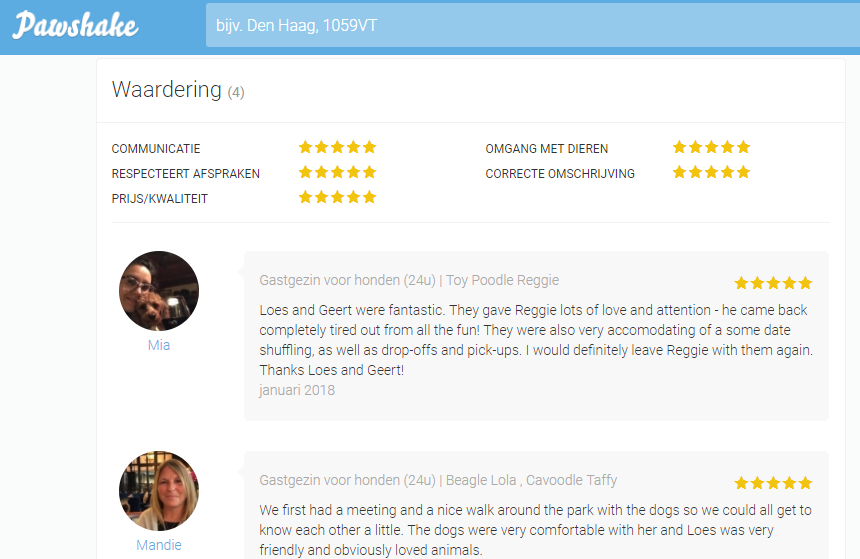 Pawshake
bijv. Den Haag, 1059VT
Waardering (4)
COMMUNICATIE
OMGANG MET DIEREN
RESPECTEERT AFSPRAKEN
CORRECTE OMSCHRIJVING
PRIJS/KWALITEIT
Gastgezin voor honden (24u) | Toy Poodle Reggie
Loes and Geert were fantastic. They gave Reggie lots of love and attention - he came back
completely tired out from all the fun! They were also very accomodating of a some date
shuffling, as well as drop-offs and pick-ups. I would definitely leave Reggie with them again.
Thanks Loes and Geert!
januari 2018
Mia
Gastgezin voor honden (24u) | Beagle Lola , Cavoodle Taffy
We first had a meeting and a nice walk around the park with the dogs so we could all get to
know each other a little. The dogs were very comfortable with her and Loes was very
friendly and obviously loved animals.
Mandie